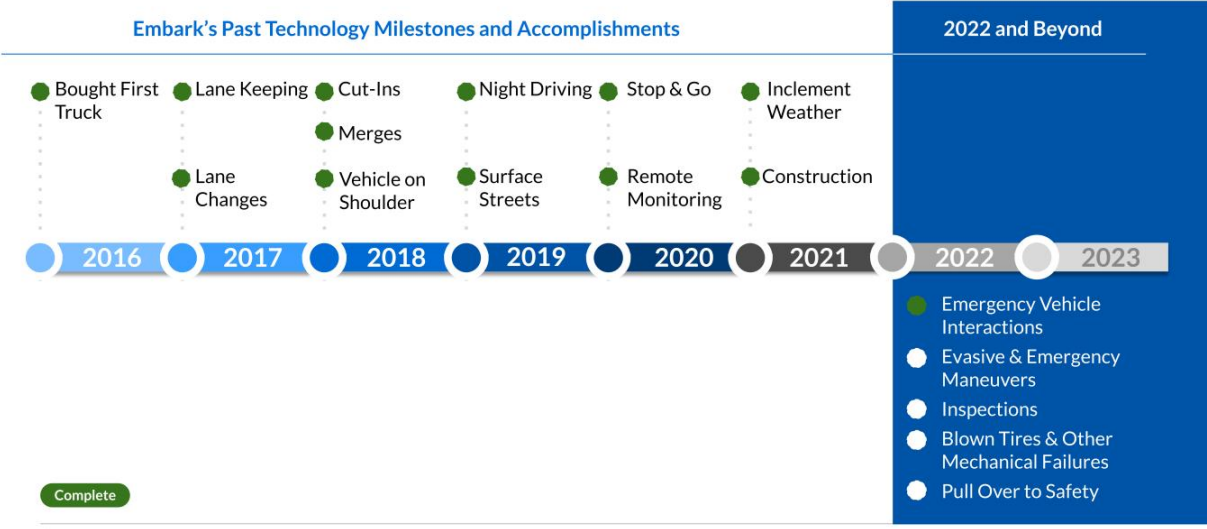 Embark's Past Technology Milestones and Accomplishments
2022 and Beyond
Bought First
Truck
Lane Keeping
Lane
Changes
Cut-Ins
Merges
Vehicle on
Shoulder
Night Driving
Surface
Streets
Stop & Go
Remote
Monitoring
Inclement
Weather
Construction
2016
2017
2018
2019
2020
2021
2022
2023
Emergency Vehicle
Interactions
Evasive & Emergency
Maneuvers
Inspections
Blown Tires & Other
Mechanical Failures
Pull Over to Safety
Complete